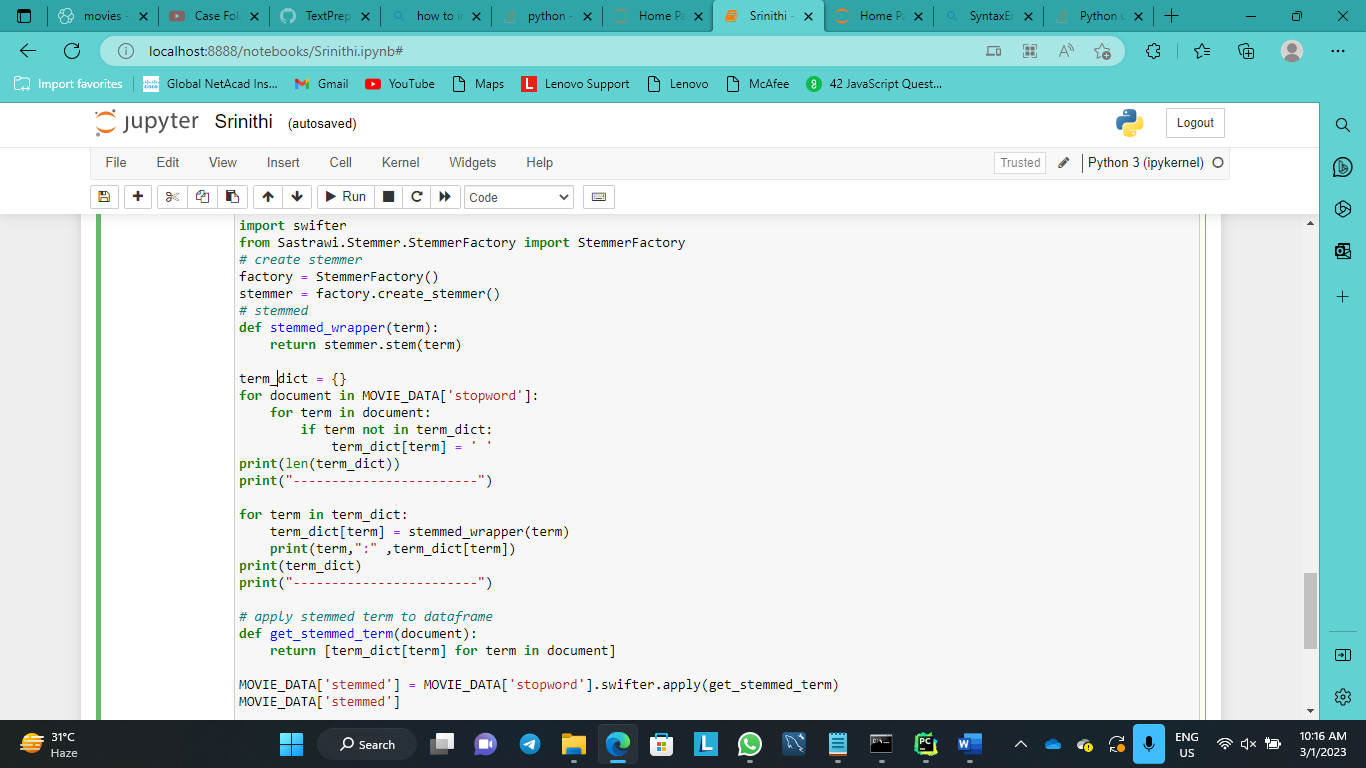 movies -
Case Fol
TextPrep
how to i
python -
Home Pa
Srinithi -
Home Pa
SyntaxEr
Python u
localhost:8888/notebooks/Srinithi.ipynb#
Import favorites
Global NetAcad Ins...
Gmail
YouTube
Maps
Lenovo Support
Lenovo
McAfee
42 JavaScript Quest...
jupyter Srinithi (autosaved)
Logout
File Edit View Insert Cell Kernel Widgets Help
Trusted
Python 3 (ipykernel)
Run
Code
import swifter
from Sastrawi.Stemmer.StemmerFactory import StemmerFactory
# create stemmer
factory = StemmerFactory()
stemmer = factory.create_stemmer()
# stemmed
def stemmed_wrapper(term):
    return stemmer.stem(term)
term_dict = {}
for document in MOVIE_DATA['stopword']:
    for term in document:
        if term not in term_dict:
            term_dict[term] = ' '
print(len(term_dict))
print("------------------------")
for term in term_dict:
    term_dict[term] = stemmed_wrapper(term)
    print(term,":" ,term_dict[term])
print(term_dict)
print("------------------------")
# apply stemmed term to dataframe
def get_stemmed_term(document):
    return [term_dict[term] for term in document]
MOVIE_DATA['stemmed'] = MOVIE_DATA['stopword'].swifter.apply(get_stemmed_term)
MOVIE_DATA['stemmed']
31°C
Haze
Search
ENG
US
10:16 AM
3/1/2023